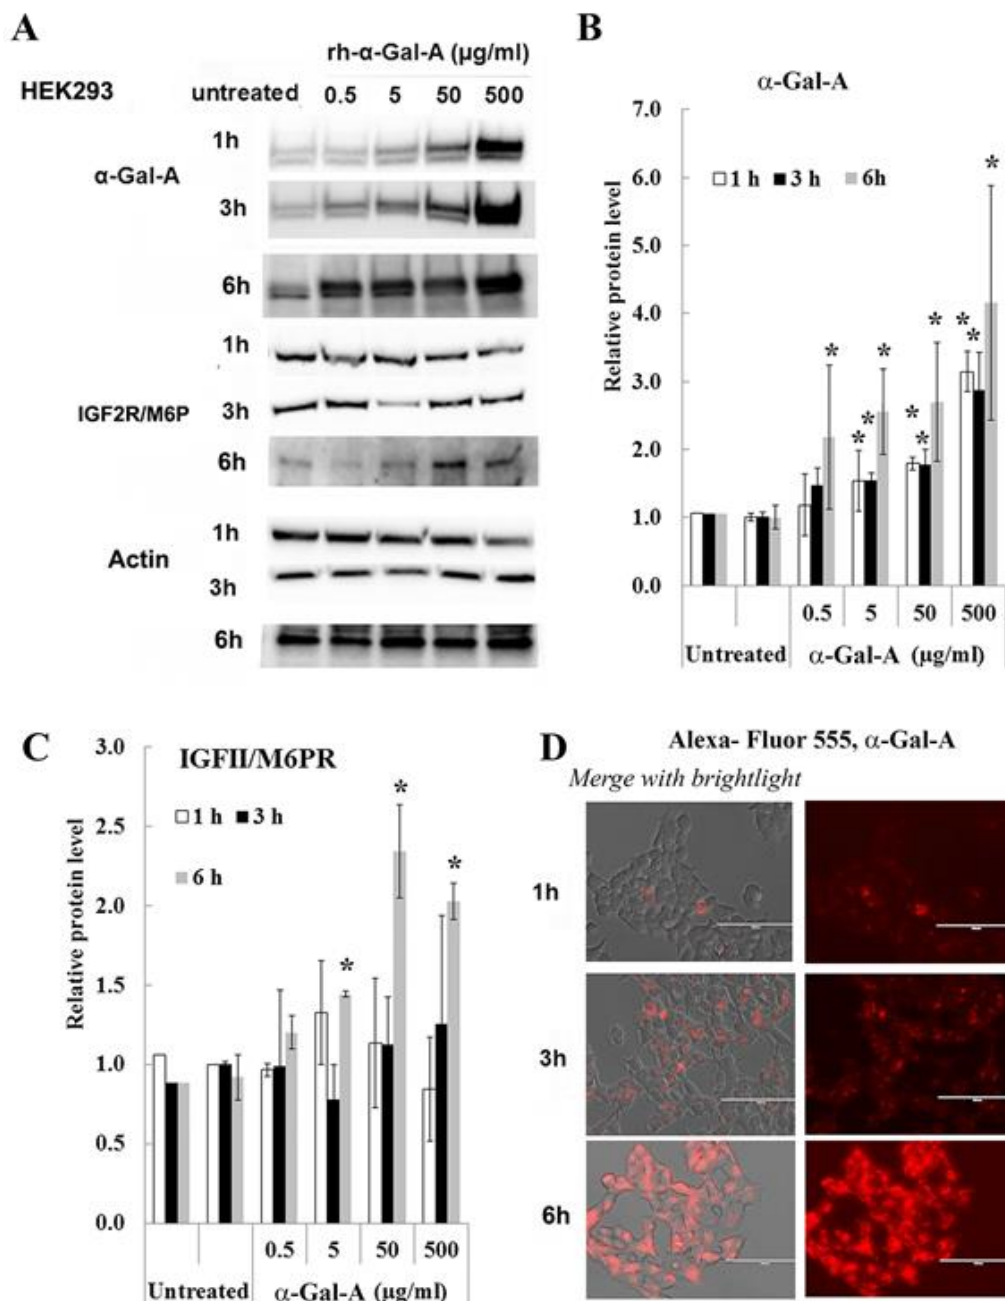 A
rh-α-Gal-A (µg/ml)
HEK293
untreated 0.5 5 50 500
1h
α-Gal-A
3h
6h
1h
IGF2R/M6P
3h
6h
1h
Actin
3h
6h
B
α-Gal-A
7.0
1 h 3 h 6h
6.0
5.0
4.0
3.0
2.0
1.0
0.0
Relative protein level
* * * * * * * * * *
0.5 5 50 500
Untreated α-Gal-A (µg/ml)
C
IGFII/M6PR
3.0
1 h 3 h
6 h
2.5
2.0
1.5
1.0
0.5
0.0
Relative protein level
* * *
0.5 5 50 500
Untreated α-Gal-A (µg/ml)
D
Alexa- Fluor 555, α-Gal-A
Merge with brightlight
1h
3h
6h